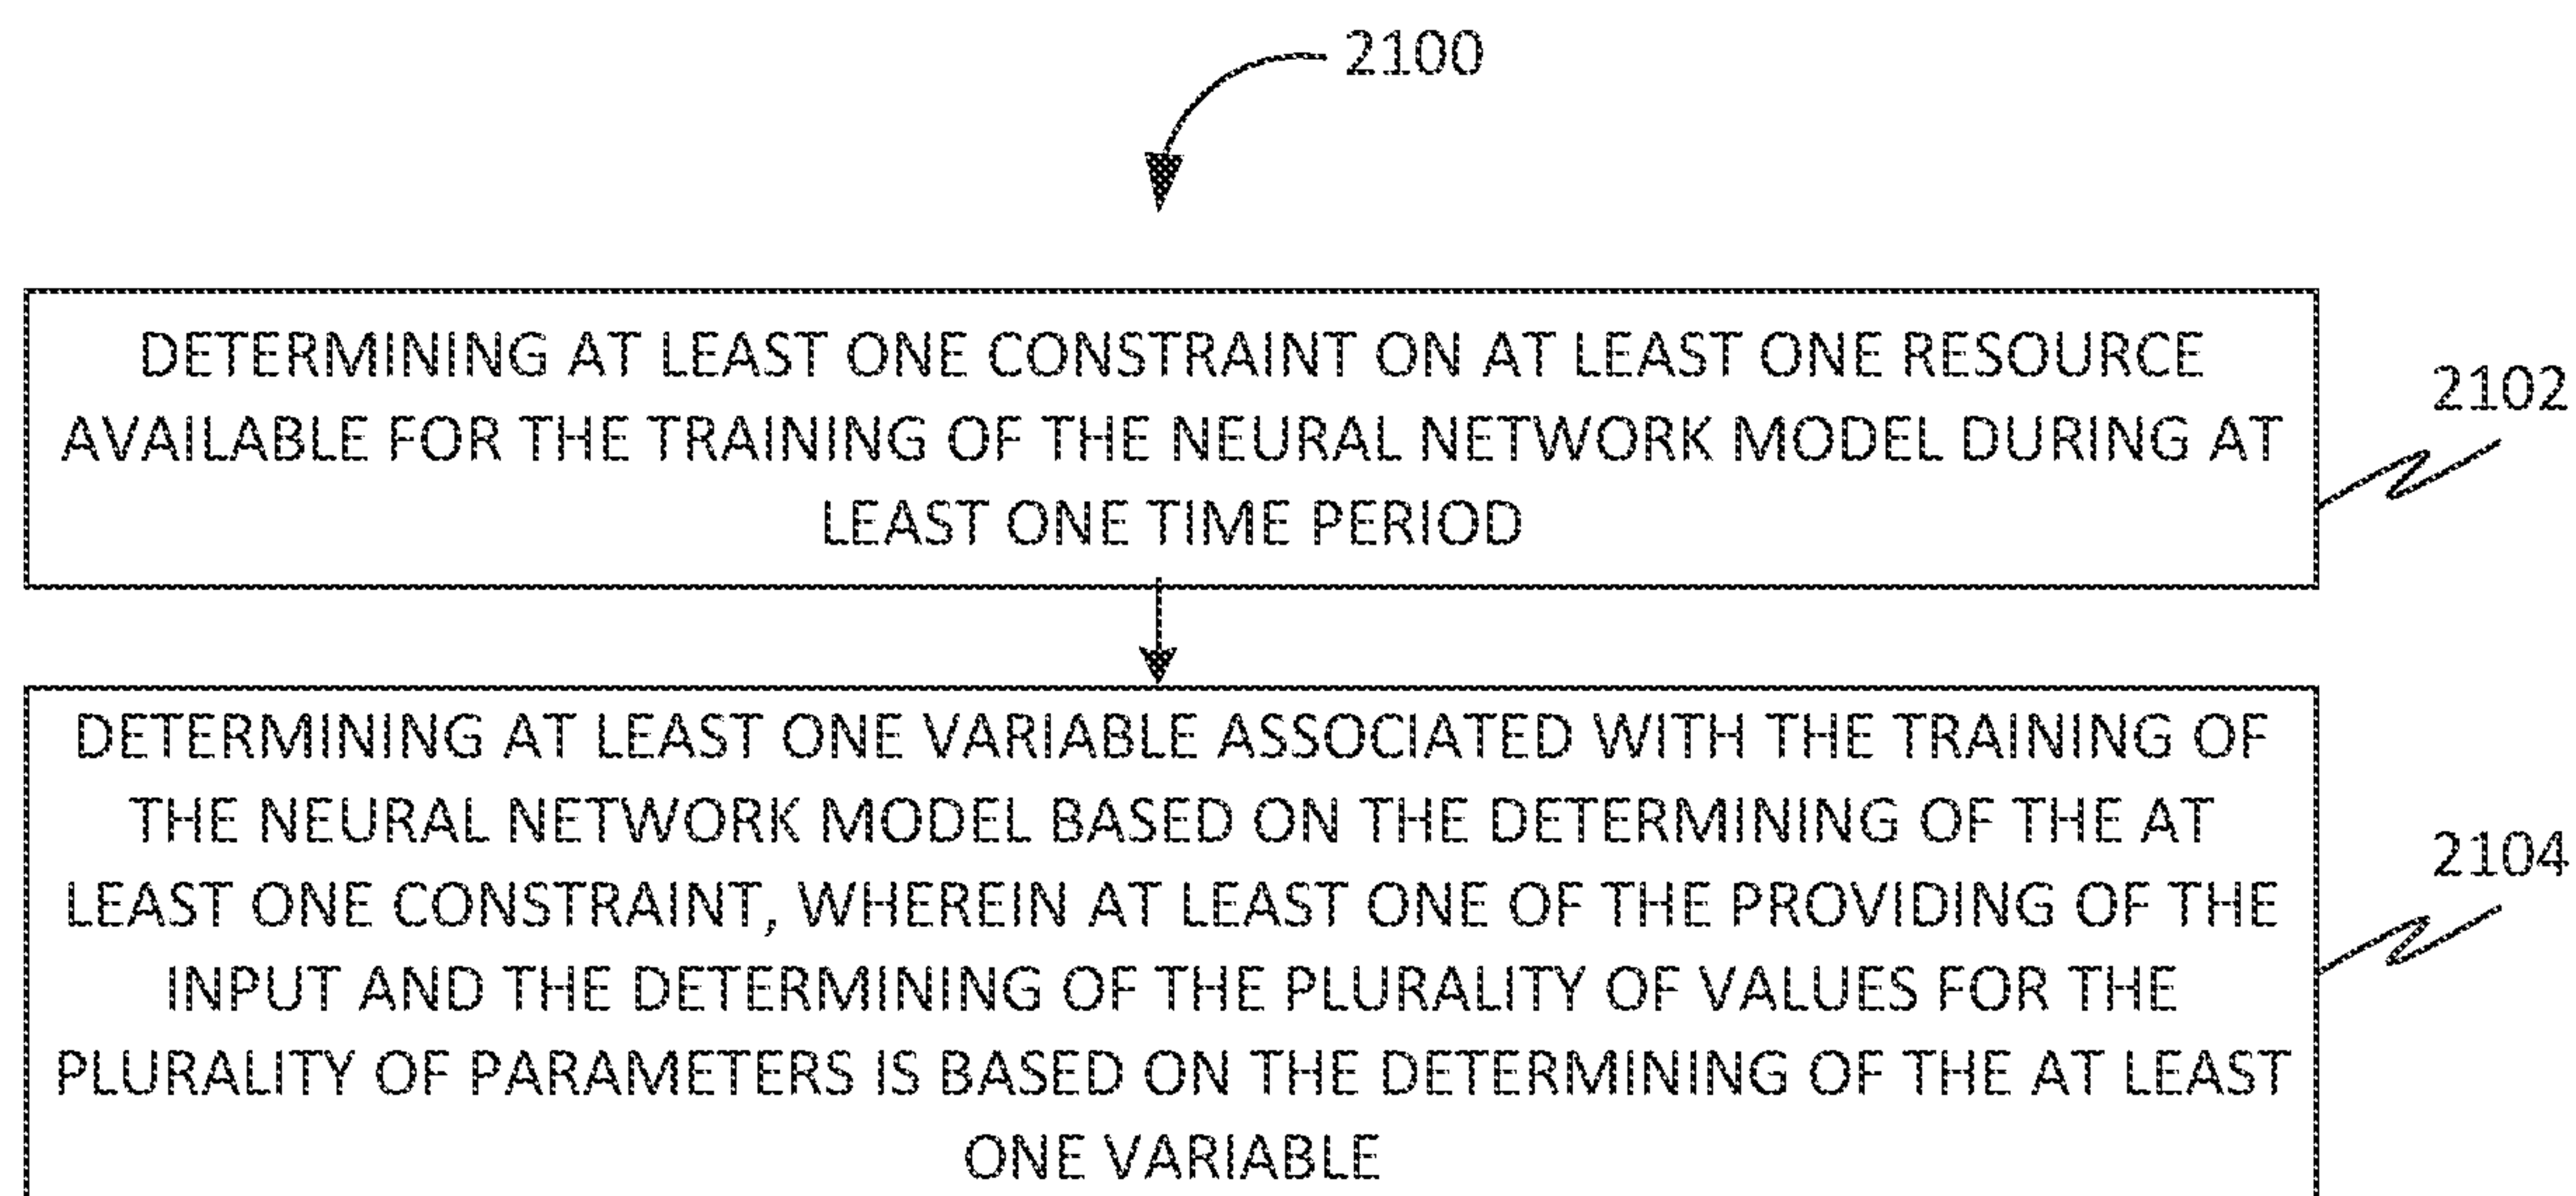 2100
DETERMINING AT LEAST ONE CONSTRAINT ON AT LEAST ONE RESOURCE
AVAILABLE FOR THE TRAINING OF THE NEURAL NETWORK MODEL DURING AT
LEAST ONE TIME PERIOD
2102
DETERMINING AT LEAST ONE VARIABLE ASSOCIATED WITH THE TRAINING OF
THE NEURAL NETWORK MODEL BASED ON THE DETERMINING OF THE AT
LEAST ONE CONSTRAINT, WHEREIN AT LEAST ONE OF THE PROVIDING OF THE
INPUT AND THE DETERMINING OF THE PLURALITY OF VALUES FOR THE
PLURALITY OF PARAMETERS IS BASED ON THE DETERMINING OF THE AT LEAST
ONE VARIABLE
2104